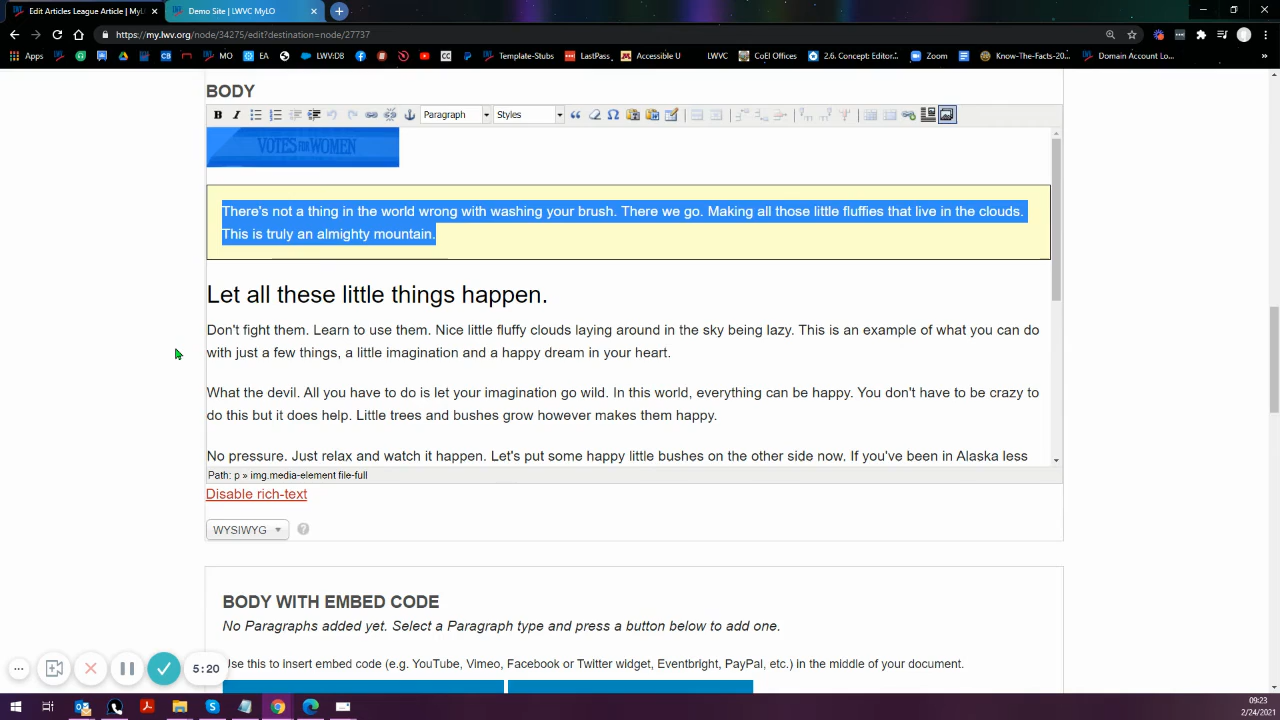 Edit Articles League Article | MyL
Demo Site | LWVC MyLO
https://my.lwv.org/node/34275/edit?destination=node/27737
Apps
MO
EA
LWV:DB
Template-Stubs
LastPass
Accessible U
LWVC
CoEl Offices
2.6. Concept: Editor...
Zoom
Know-The-Facts-20...
Domain Account Lo...
BODY
B I
Paragraph
Styles
VOTES FOR WOMEN
There's not a thing in the world wrong with washing your brush. There we go. Making all those little fluffies that live in the clouds.
This is truly an almighty mountain.
Let all these little things happen.
Don't fight them. Learn to use them. Nice little fluffy clouds laying around in the sky being lazy. This is an example of what you can do
with just a few things, a little imagination and a happy dream in your heart.
What the devil. All you have to do is let your imagination go wild. In this world, everything can be happy. You don't have to be crazy to
do this but it does help. Little trees and bushes grow however makes them happy.
No pressure. Just relax and watch it happen. Let's put some happy little bushes on the other side now. If you've been in Alaska less
Path: p » img.media-element file-full
Disable rich-text
WYSIWYG
BODY WITH EMBED CODE
No Paragraphs added yet. Select a Paragraph type and press a button below to add one.
Use this to insert embed code (e.g. YouTube, Vimeo, Facebook or Twitter widget, Eventbright, PayPal, etc.) in the middle of your document.
5:20
09:23
2/24/2021